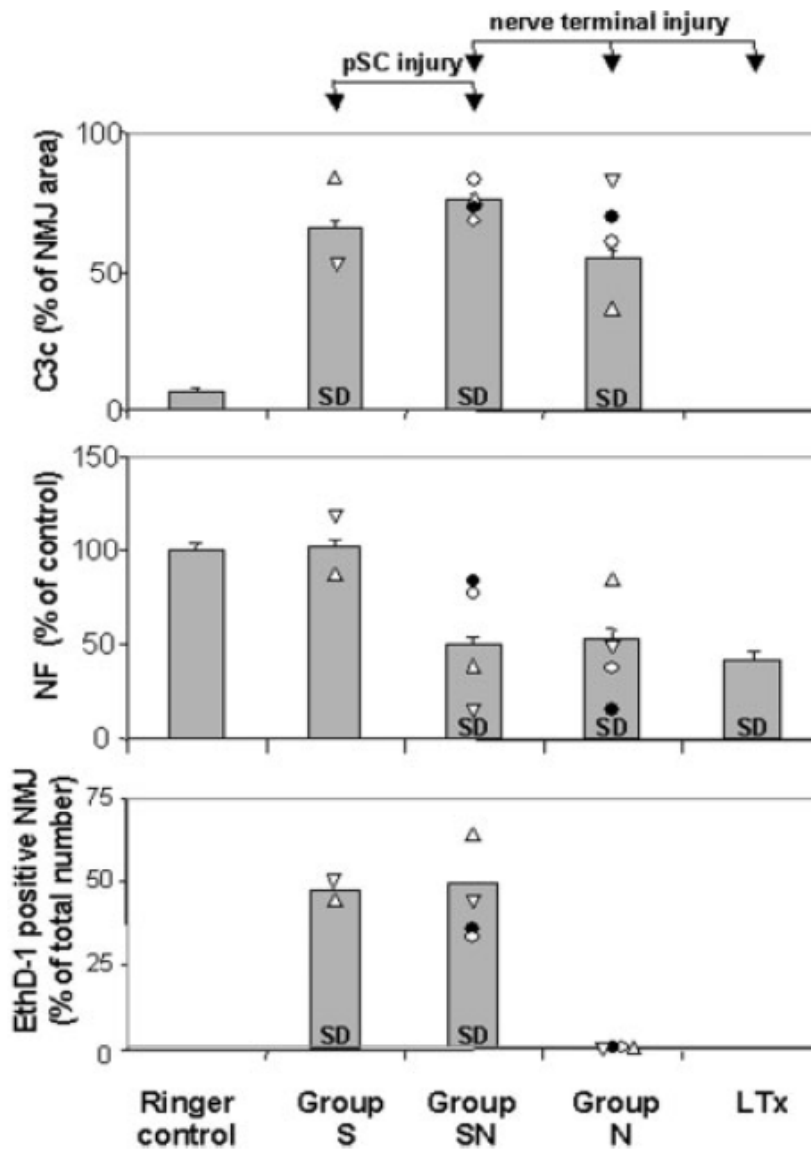 nerve terminal injury
pSC injury
C3c (% of NMJ area)
100
50
0
SD SD SD
NF (% of control)
150
100
50
0
SD SD SD
EthD-1 positive NMJ
(% of total number)
75
50
25
0
SD SD
Ringer control
Group S
Group SN
Group N
LTx